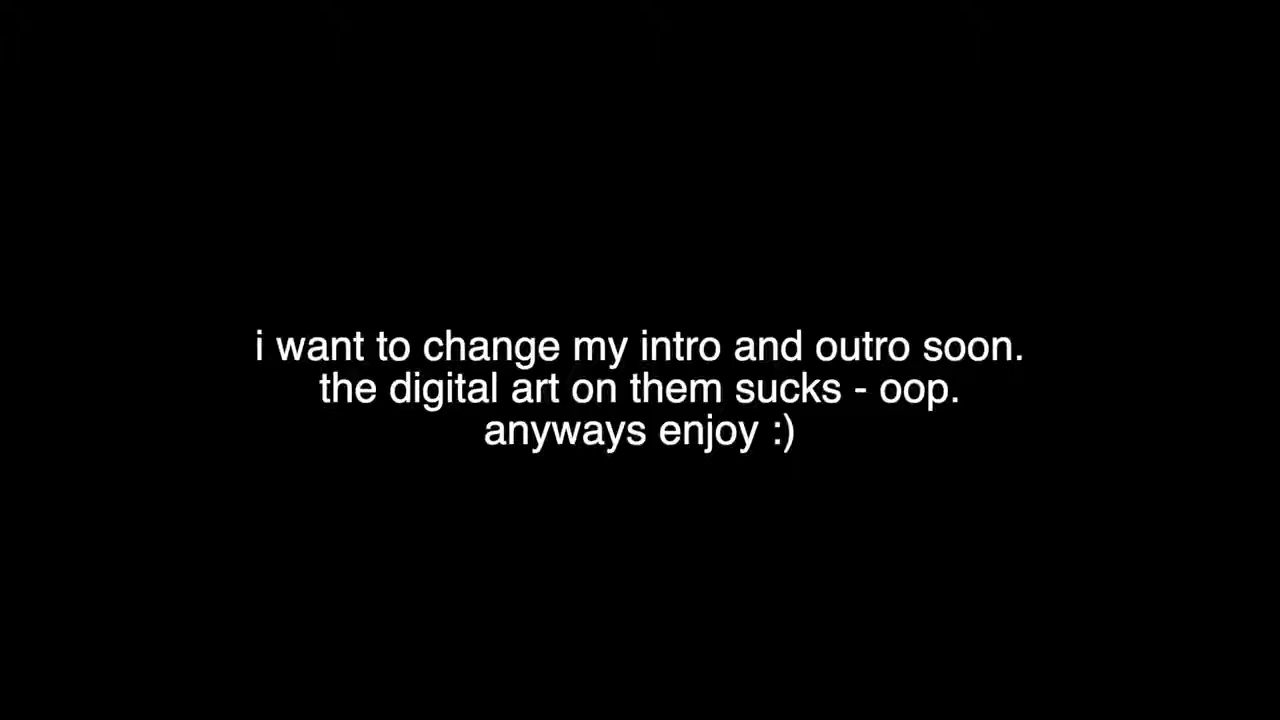 i want to change my intro and outro soon.
the digital art on them sucks - oop.
anyways enjoy :)